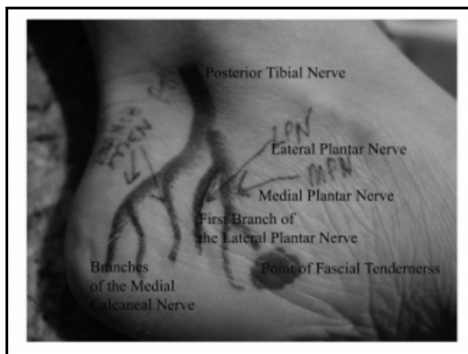 Posterior Tibial Nerve
LPN
Lateral Plantar Nerve
MPN
Medial Plantar Nerve
First Branch of
the Lateral Plantar Nerve
Point of Fascial Tendernerss
Branches
of the Medial
Calcaneal Nerve